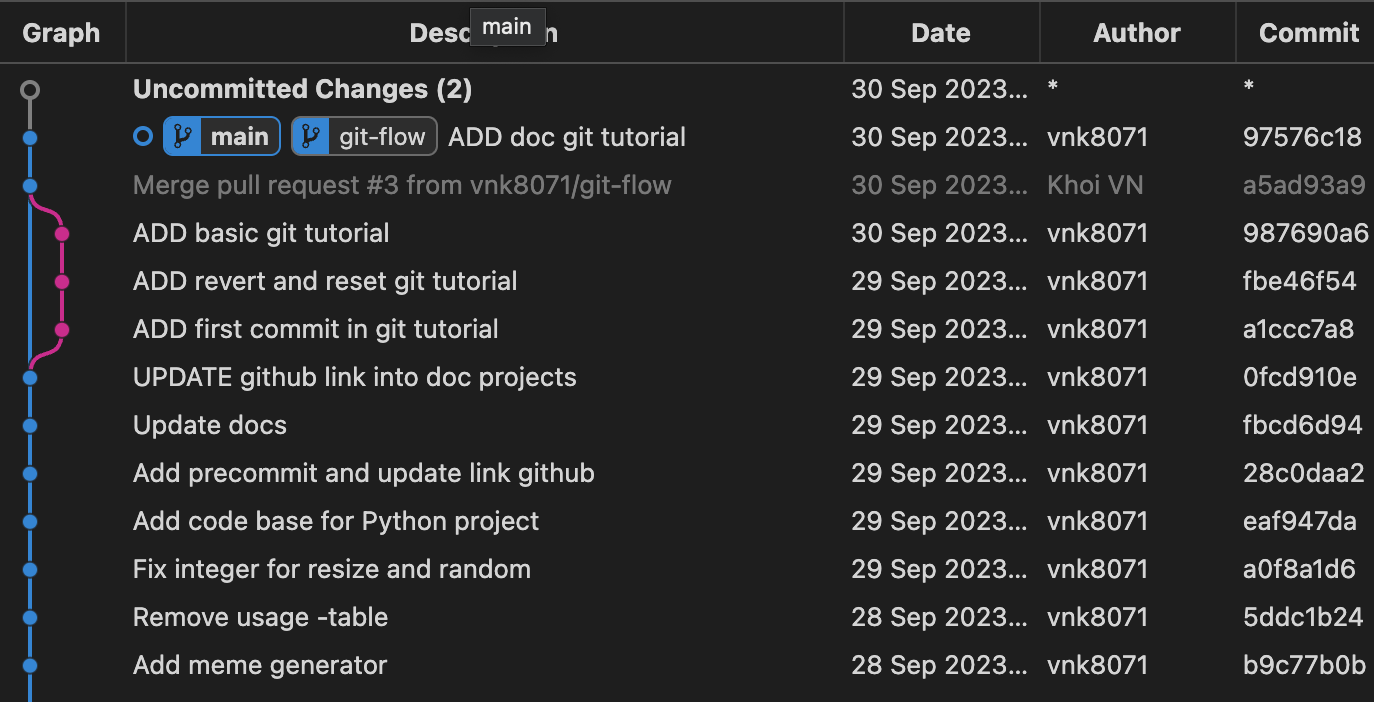 Graph Desc n Date Author Commit
main
Uncommitted Changes (2) 30 Sep 2023... * *
main git-flow ADD doc git tutorial 30 Sep 2023... vnk8071 97576c18
Merge pull request #3 from vnk8071/git-flow 30 Sep 2023... Khoi VN a5ad93a9
ADD basic git tutorial 30 Sep 2023... vnk8071 987690a6
ADD revert and reset git tutorial 29 Sep 2023... vnk8071 fbe46f54
ADD first commit in git tutorial 29 Sep 2023... vnk8071 a1ccc7a8
UPDATE github link into doc projects 29 Sep 2023... vnk8071 0fcd910e
Update docs 29 Sep 2023... vnk8071 fbcd6d94
Add precommit and update link github 29 Sep 2023... vnk8071 28c0daa2
Add code base for Python project 29 Sep 2023... vnk8071 eaf947da
Fix integer for resize and random 29 Sep 2023... vnk8071 a0f8a1d6
Remove usage -table 28 Sep 2023... vnk8071 5ddc1b24
Add meme generator 28 Sep 2023... vnk8071 b9c77b0b